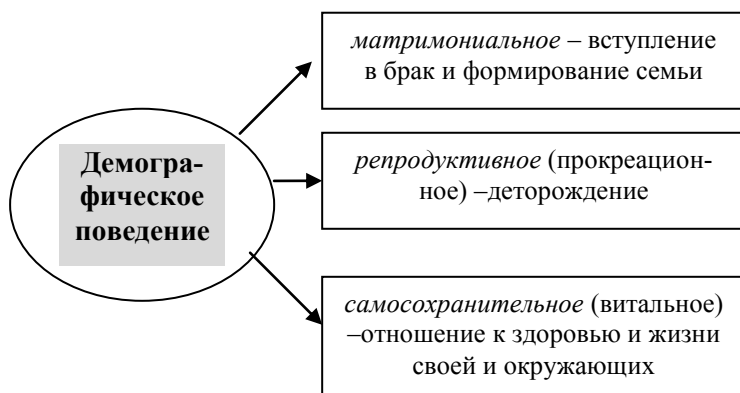 матримониальное – вступление
в брак и формирование семьи
Демогра-
фическое
поведение
репродуктивное (прокреацион-
ное) –деторождение
самосохранительное (витальное)
–отношение к здоровью и жизни
своей и окружающих